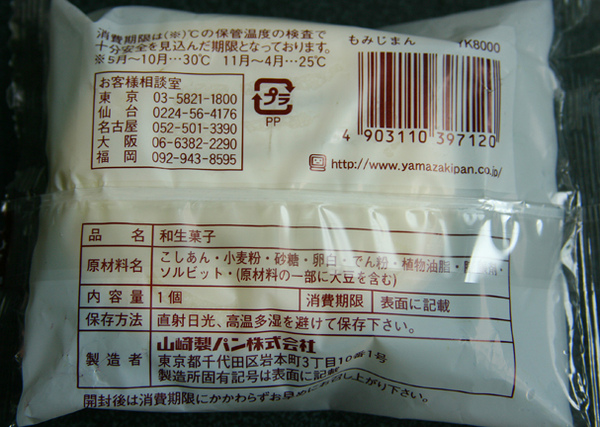 消費期限は(※)℃の保管温度の検査で
十分安全を見込んだ期限となっております。
※5月〜10月…30℃ 11月〜4月…25℃
お客様相談室
東京 03-5821-1800
仙台 0224-56-4176
名古屋 052-501-3390
大阪 06-6382-2290
福岡 092-943-8595
プラ
PP
もみじまん YK8000
4 903110 397120
http://www.yamazakipan.co.jp/
品名 和生菓子
原材料名 こしあん・小麦粉・砂糖・卵白・でん粉・植物油脂・
ソルビット・(原材料の一部に大豆を含む)
内容量 1個 消費期限 表面に記載
保存方法 直射日光、高温多湿を避けて保存下さい。
製造者 山崎製パン株式会社
東京都千代田区岩本町3丁目10番1号
製造所固有記号は表面に記載
開封後は消費期限にかかわらずお早めにお召し上がり下さい。